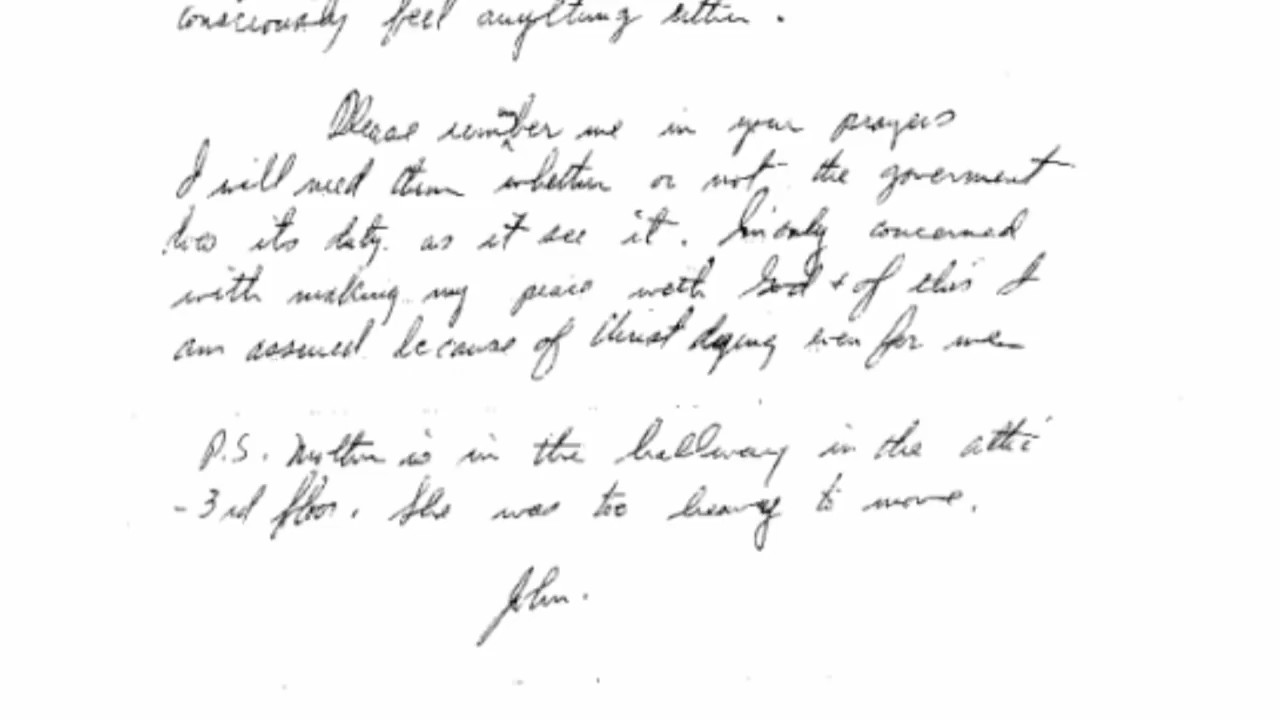 consciously feel anything either.
Please remember me in your prayers
I will need them whether or not the goverment
does its duty. as it see it. I'm only concerned
with making my peace with God + of this I
am assured because of Christ dying even for me
P.S. Mother is in the hallway in the attic
- 3rd floor. She was too heavy to move.
John.